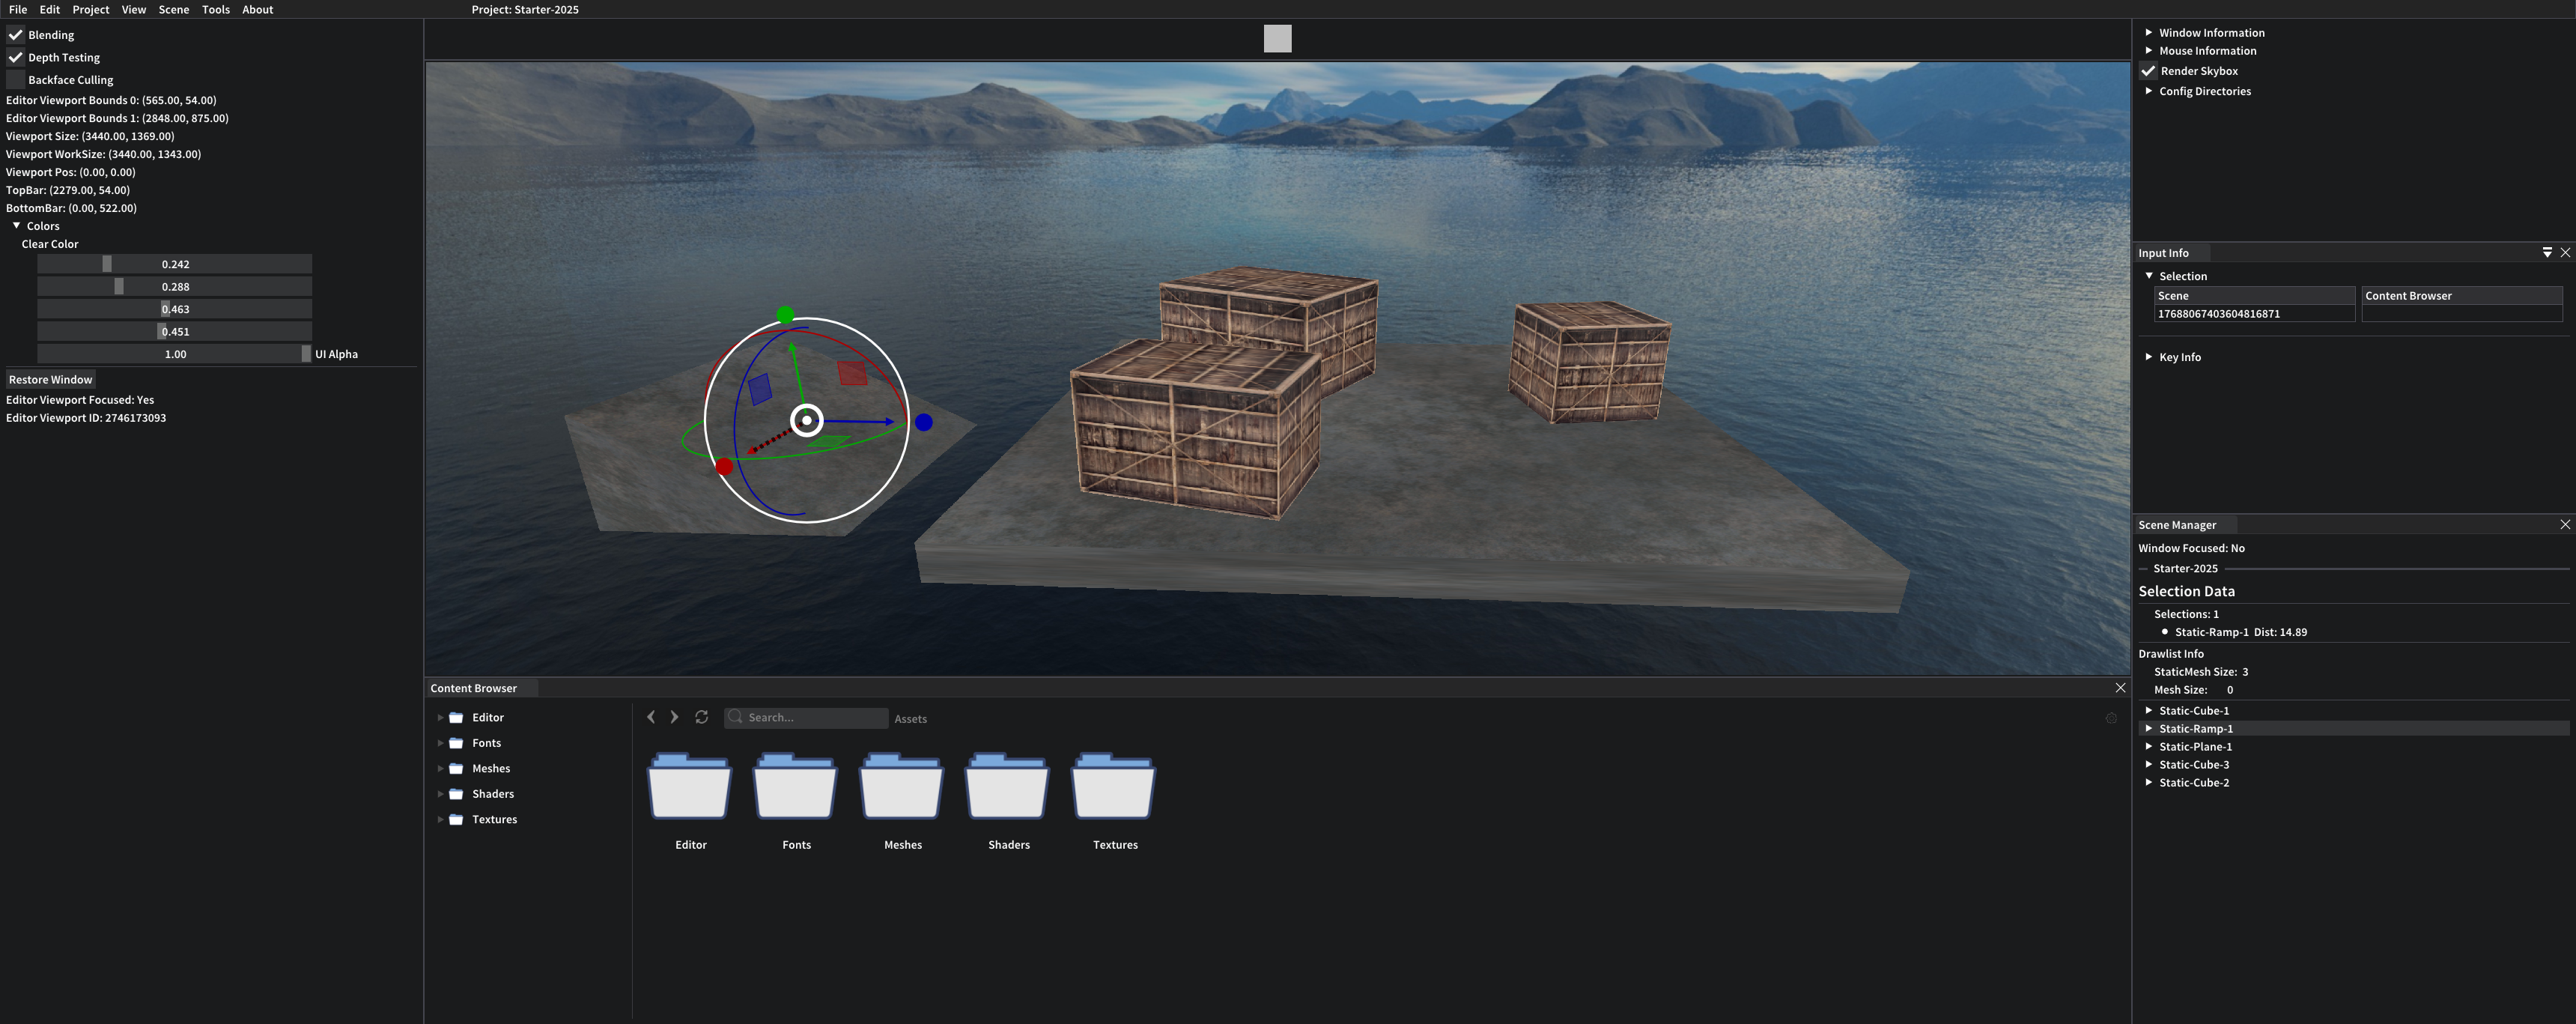 File Edit Project View Scene Tools About
Project: Starter-2025
Blending
Depth Testing
Backface Culling
Editor Viewport Bounds 0: (565.00, 54.00)
Editor Viewport Bounds 1: (2848.00, 875.00)
Viewport Size: (3440.00, 1369.00)
Viewport WorkSize: (3440.00, 1343.00)
Viewport Pos: (0.00, 0.00)
TopBar: (2279.00, 54.00)
BottomBar: (0.00, 522.00)
Colors
Clear Color
0.242
0.288
0.463
0.451
1.00 UI Alpha
Restore Window
Editor Viewport Focused: Yes
Editor Viewport ID: 2746173093
Content Browser
Editor
Fonts
Meshes
Shaders
Textures
Search...
Assets
Editor
Fonts
Meshes
Shaders
Textures
Window Information
Mouse Information
Render Skybox
Config Directories
Input Info
Selection
Scene
Content Browser
17688067403604816871
Key Info
Scene Manager
Window Focused: No
Starter-2025
Selection Data
Selections: 1
Static-Ramp-1 Dist: 14.89
Drawlist Info
StaticMesh Size: 3
Mesh Size: 0
Static-Cube-1
Static-Ramp-1
Static-Plane-1
Static-Cube-3
Static-Cube-2